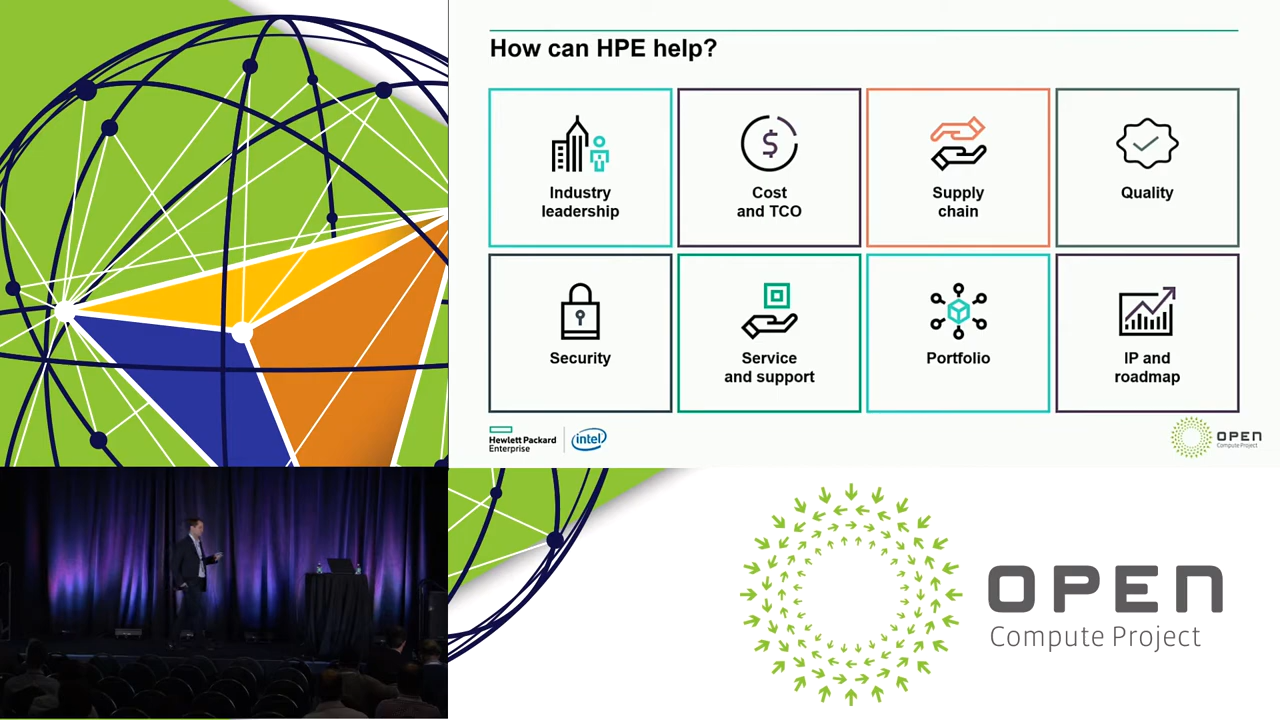 How can HPE help?
Industry
leadership
Cost
and TCO
Supply
chain
Quality
Security
Service
and support
Portfolio
IP and
roadmap
Hewlett Packard
Enterprise
intel
OPEN
Compute Project
OPEN
Compute Project